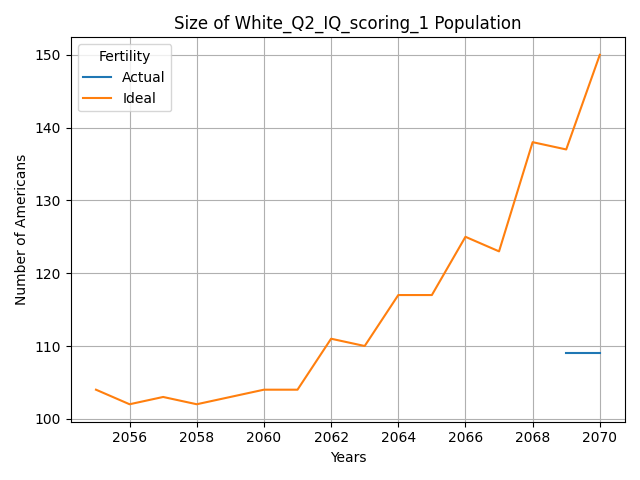 Size of White_Q2_IQ_scoring_1 Population
Fertility
Actual
Ideal
Number of Americans
150
140
130
120
110
100
2056
2058
2060
2062
2064
2066
2068
2070
Years